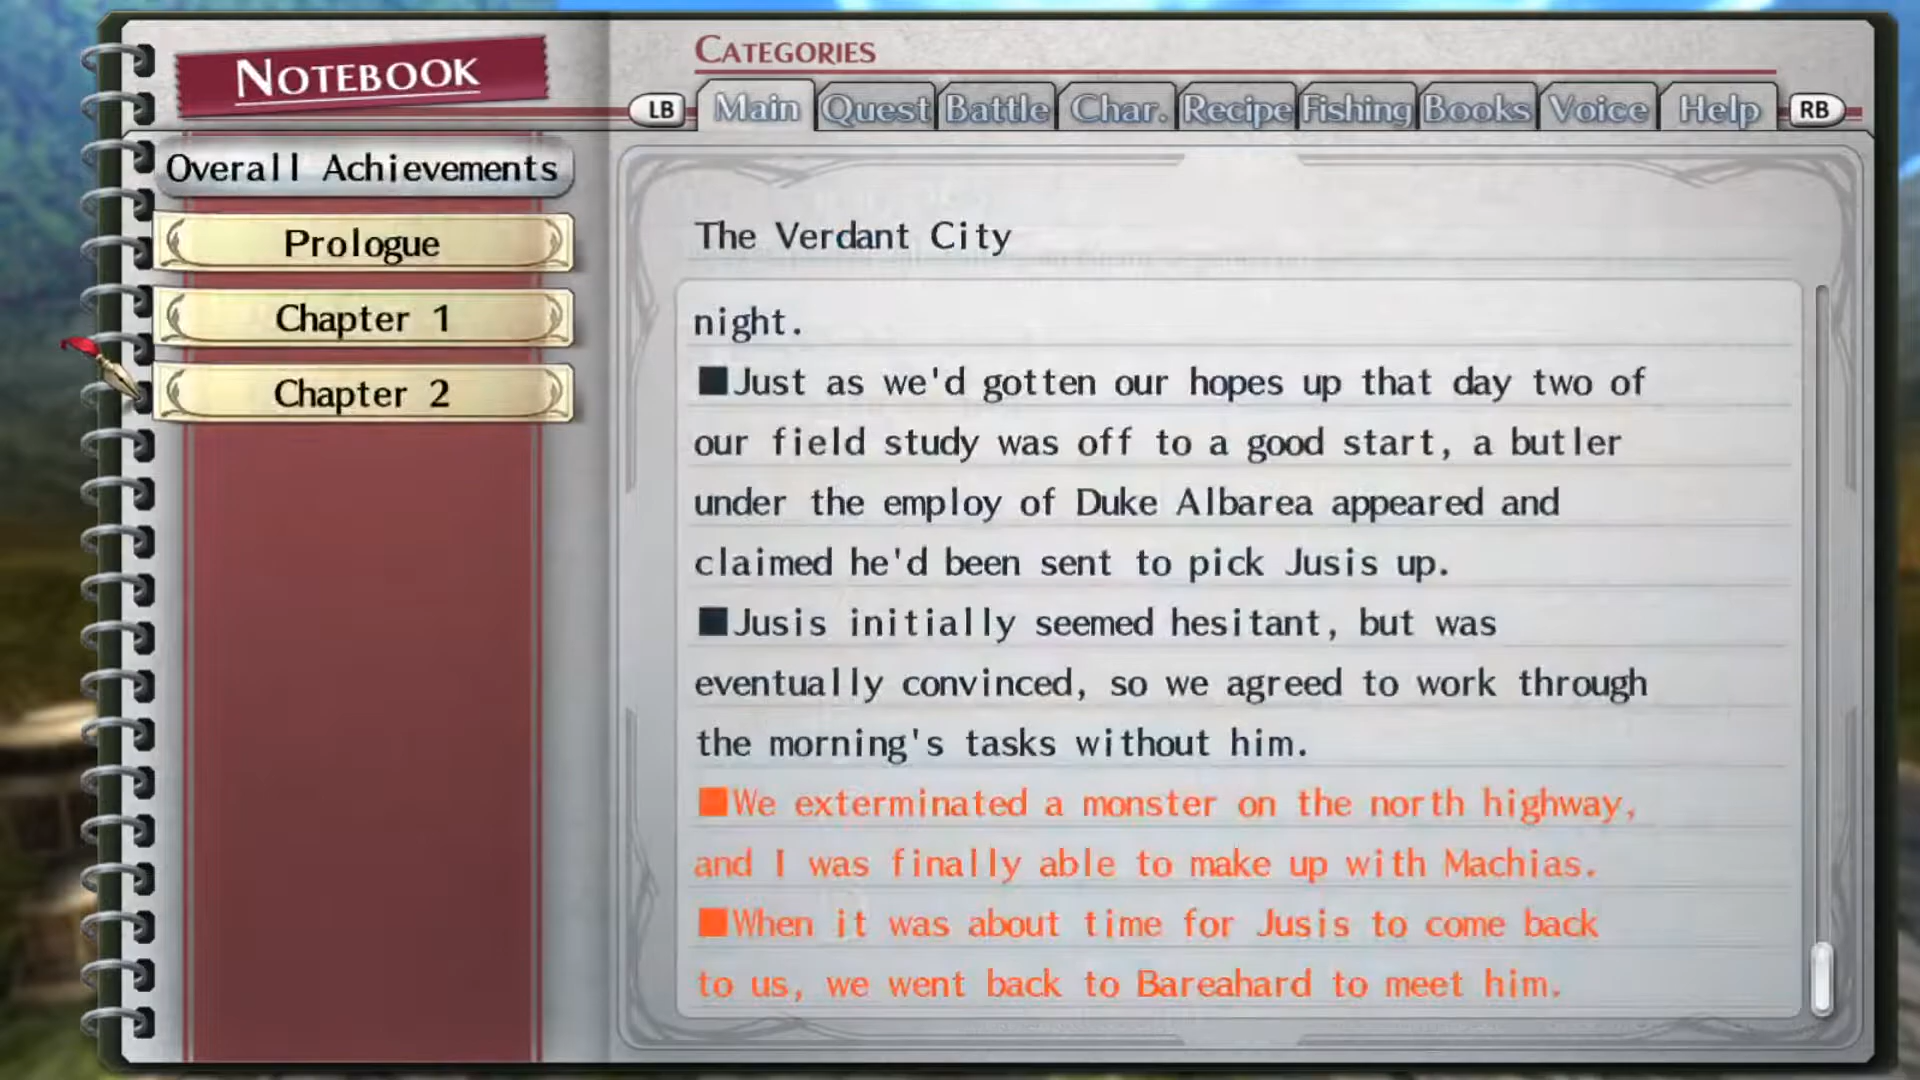 NOTEBOOK
CATEGORIES
LB Main Quest Battle Char. Recipe Fishing Books Voice Help RB
Overall Achievements
Prologue
Chapter 1
Chapter 2
The Verdant City
night.
■Just as we'd gotten our hopes up that day two of
our field study was off to a good start, a butler
under the employ of Duke Albarea appeared and
claimed he'd been sent to pick Jusis up.
■Jusis initially seemed hesitant, but was
eventually convinced, so we agreed to work through
the morning's tasks without him.
■We exterminated a monster on the north highway,
and I was finally able to make up with Machias.
■When it was about time for Jusis to come back
to us, we went back to Bareahard to meet him.